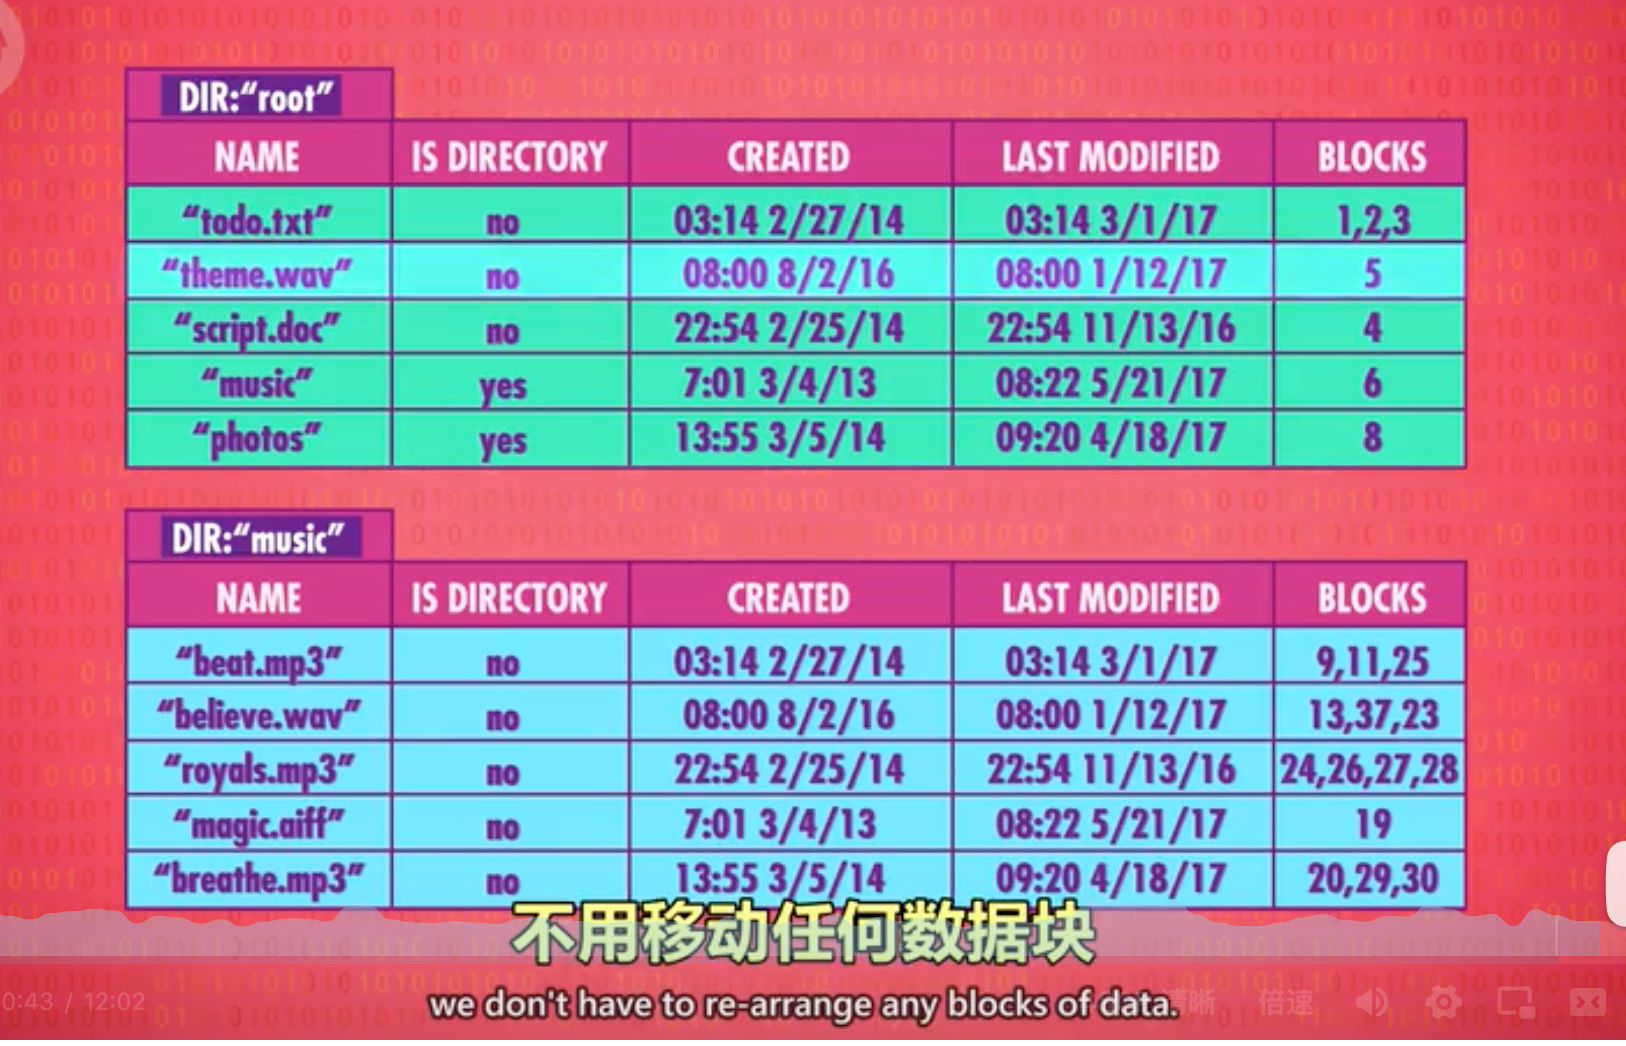 DIR:“root”
NAME IS DIRECTORY CREATED LAST MODIFIED BLOCKS
“todo.txt” no 03:14 2/27/14 03:14 3/1/17 1,2,3
“theme.wav” no 08:00 8/2/16 08:00 1/12/17 5
“script.doc” no 22:54 2/25/14 22:54 11/13/16 4
“music” yes 7:01 3/4/13 08:22 5/21/17 6
“photos” yes 13:55 3/5/14 09:20 4/18/17 8
DIR:“music”
NAME IS DIRECTORY CREATED LAST MODIFIED BLOCKS
“beat.mp3” no 03:14 2/27/14 03:14 3/1/17 9,11,25
“believe.wav” no 08:00 8/2/16 08:00 1/12/17 13,37,23
“royals.mp3” no 22:54 2/25/14 22:54 11/13/16 24,26,27,28
“magic.aiff” no 7:01 3/4/13 08:22 5/21/17 19
“breathe.mp3” no 13:55 3/5/14 09:20 4/18/17 20,29,30
不用移动任何数据块
0:43 / 12:02 清晰 倍速
we don't have to re-arrange any blocks of data.